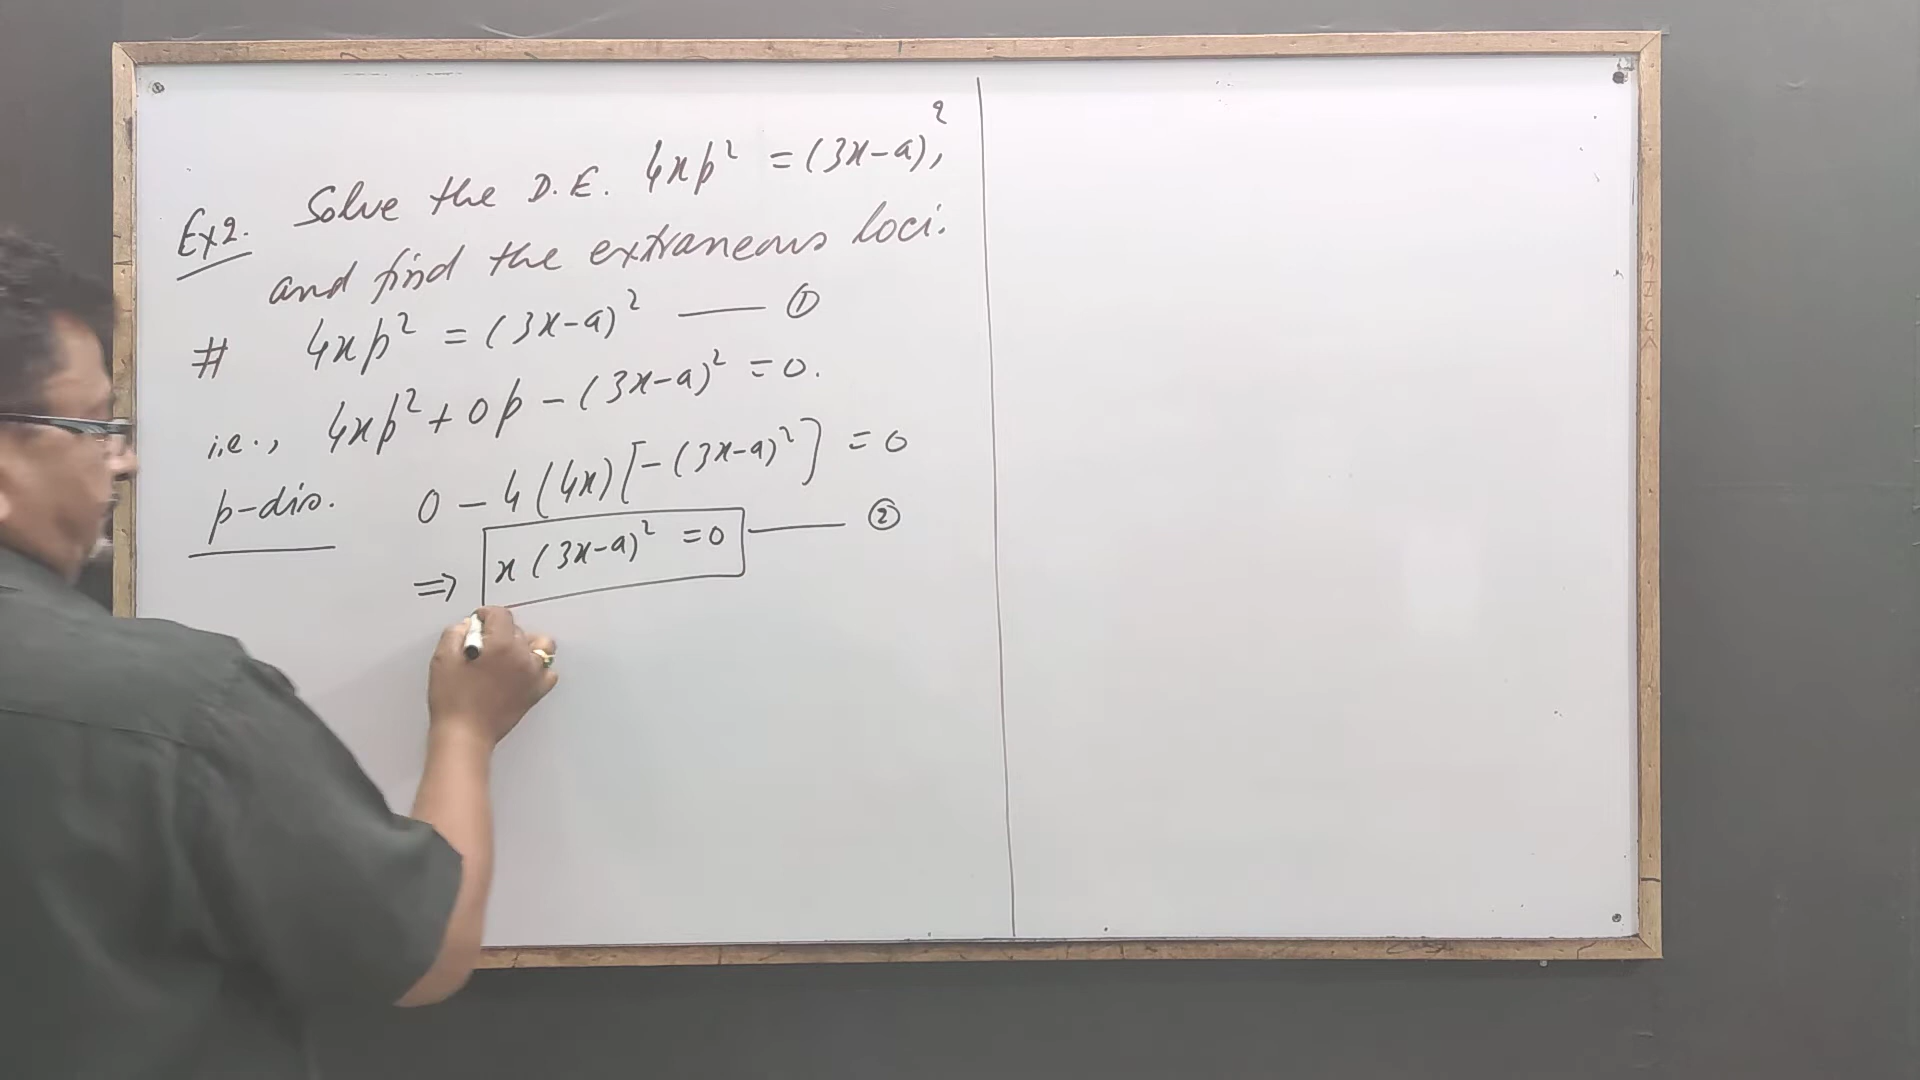 Ex2. Solve the D.E. 4xp² = (3x-a)²,
and find the extraneous loci.
# 4xp² = (3x-a)² —— ①
i.e., 4xp² + 0p - (3x-a)² = 0.
p-dis. 0 - 4(4x)[-(3x-a)²] = 0
⇒ x(3x-a)² = 0 —— ②